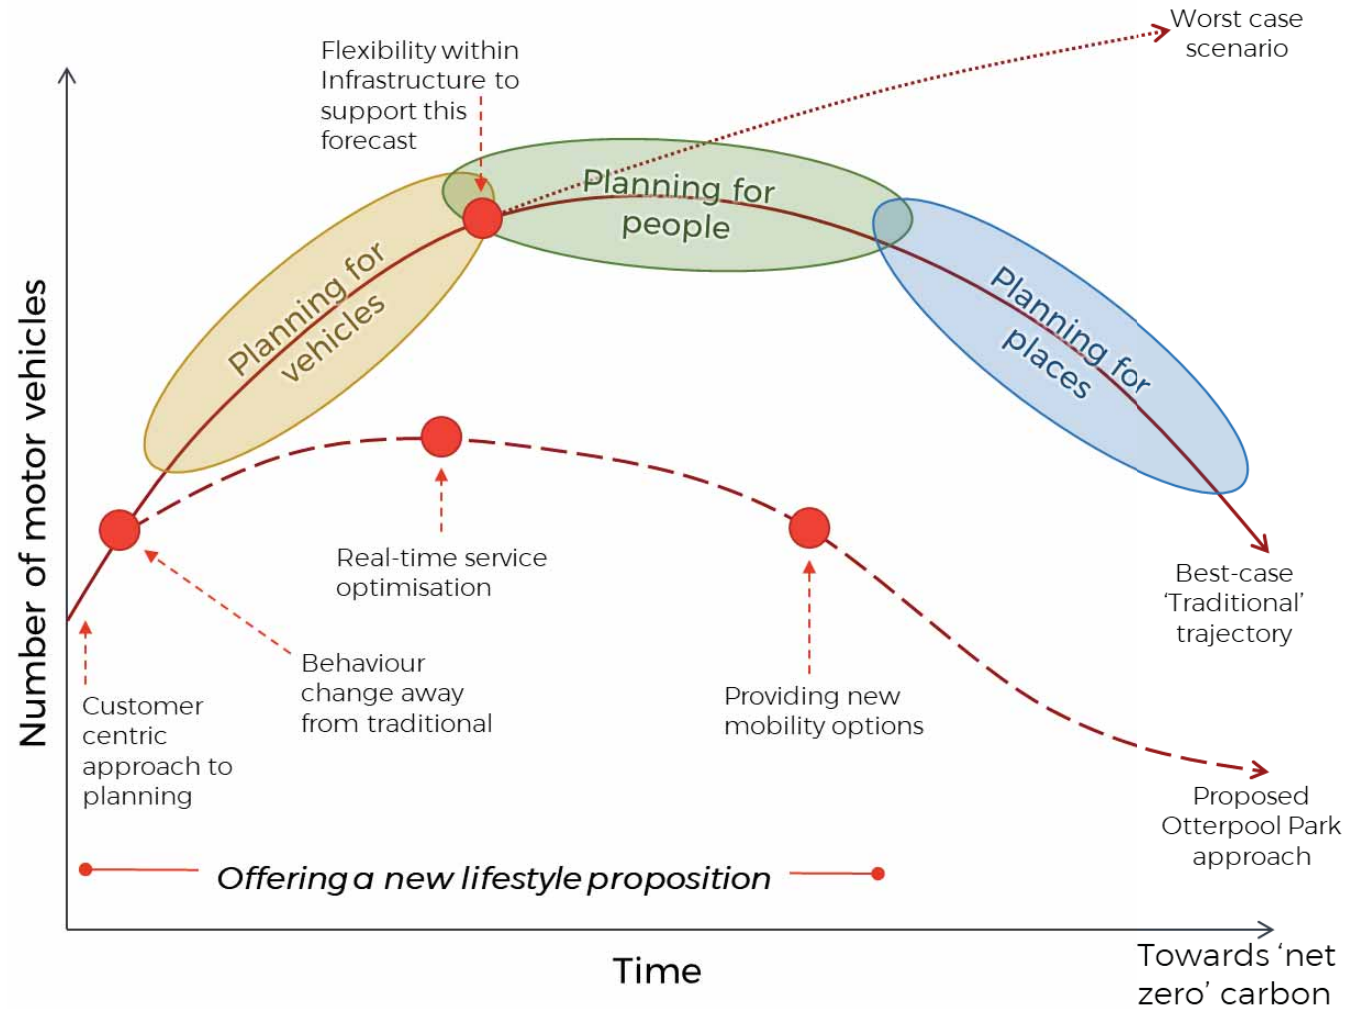 Worst case
scenario
Flexibility within
Infrastructure to
support this
forecast
Planning for
people
Planning for
vehicles
Planning for
places
Number of motor vehicles
Real-time service
optimisation
Best-case
‘Traditional’
trajectory
Behaviour
change away
from traditional
Customer
centric
approach to
planning
Providing new
mobility options
Proposed
Otterpool Park
approach
Offering a new lifestyle proposition
Time
Towards ‘net
zero’ carbon